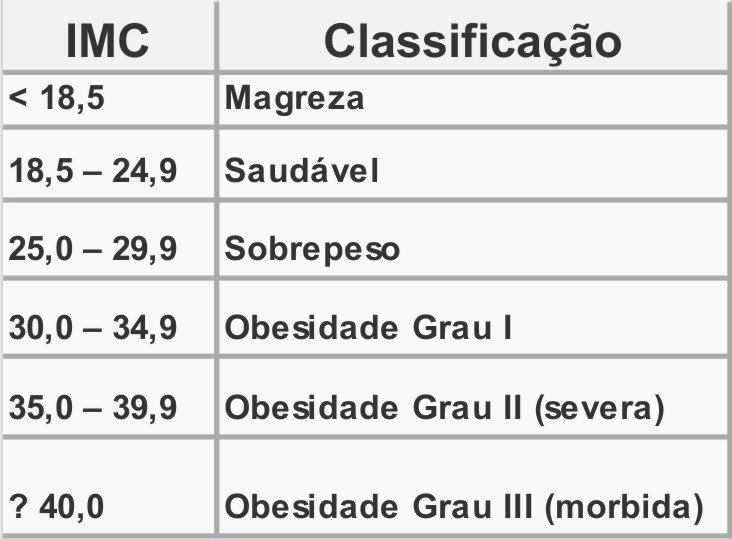 IMC Classificação
< 18,5 Magreza
18,5 – 24,9 Saudável
25,0 – 29,9 Sobrepeso
30,0 – 34,9 Obesidade Grau I
35,0 – 39,9 Obesidade Grau II (severa)
? 40,0 Obesidade Grau III (morbida)